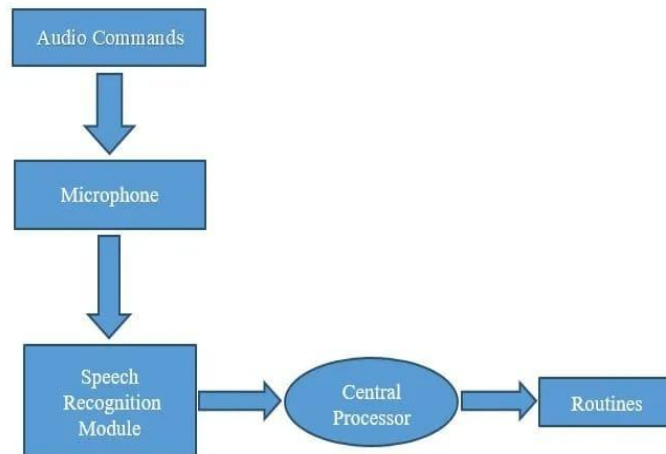 Audio Commands
Microphone
Speech
Recognition
Module
Central
Processor
Routines